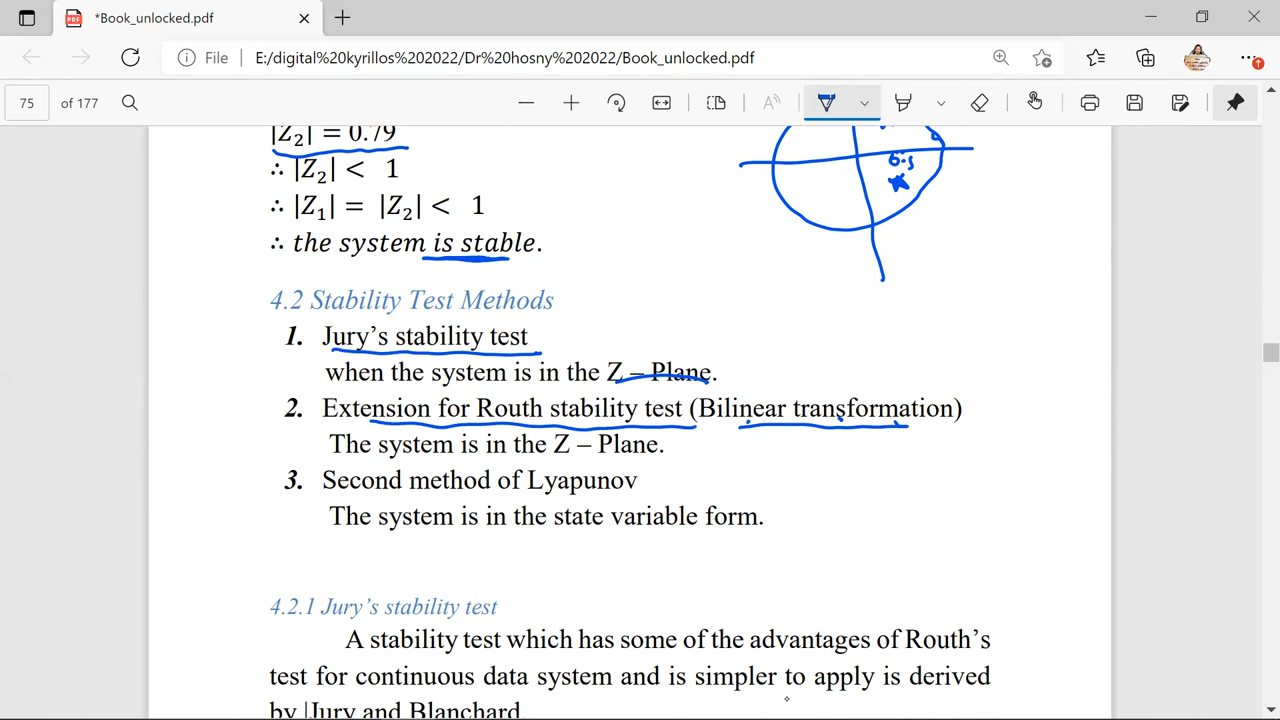 *Book_unlocked.pdf
File E:/digital%20kyrillos%202022/Dr%20hosny%202022/Book_unlocked.pdf
75 of 177
|Z₂| = 0.79
∴ |Z₂| < 1
∴ |Z₁| = |Z₂| < 1
∴ the system is stable.
4.2 Stability Test Methods
1. Jury’s stability test
when the system is in the Z – Plane.
2. Extension for Routh stability test (Bilinear transformation)
The system is in the Z – Plane.
3. Second method of Lyapunov
The system is in the state variable form.
4.2.1 Jury’s stability test
A stability test which has some of the advantages of Routh’s
test for continuous data system and is simpler to apply is derived
by Jury and Blanchard.